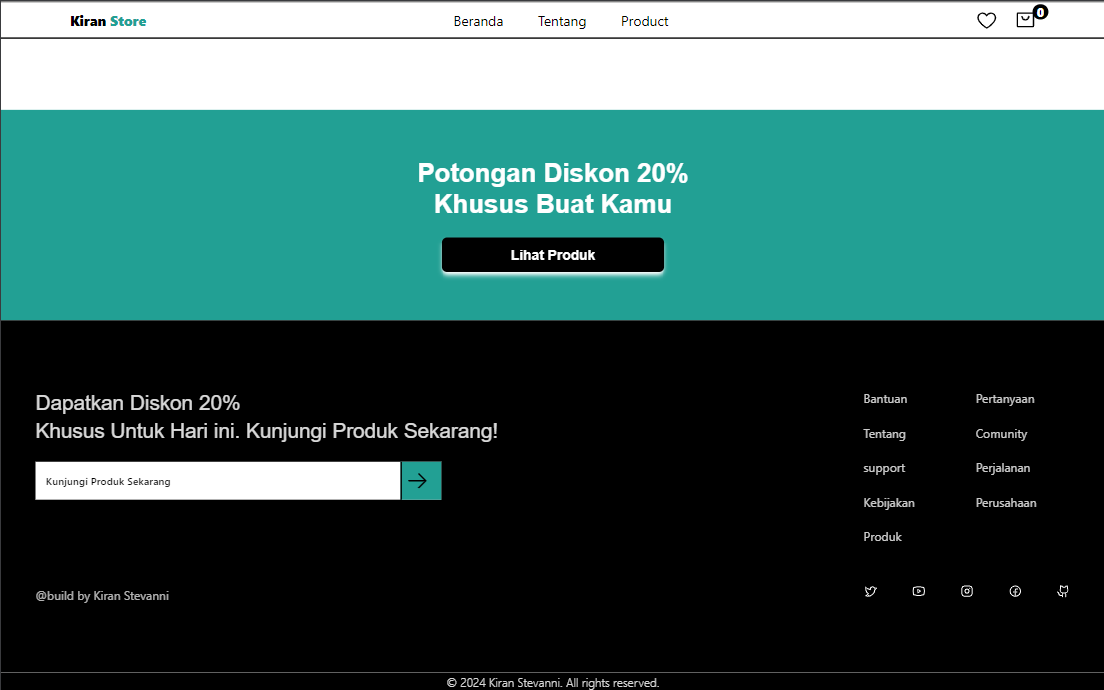 Kiran Store
Beranda Tentang Product
0
Potongan Diskon 20%
Khusus Buat Kamu
Lihat Produk
Dapatkan Diskon 20%
Khusus Untuk Hari ini. Kunjungi Produk Sekarang!
Kunjungi Produk Sekarang
Bantuan
Tentang
support
Kebijakan
Produk
Pertanyaan
Comunity
Perjalanan
Perusahaan
@build by Kiran Stevanni
© 2024 Kiran Stevanni. All rights reserved.